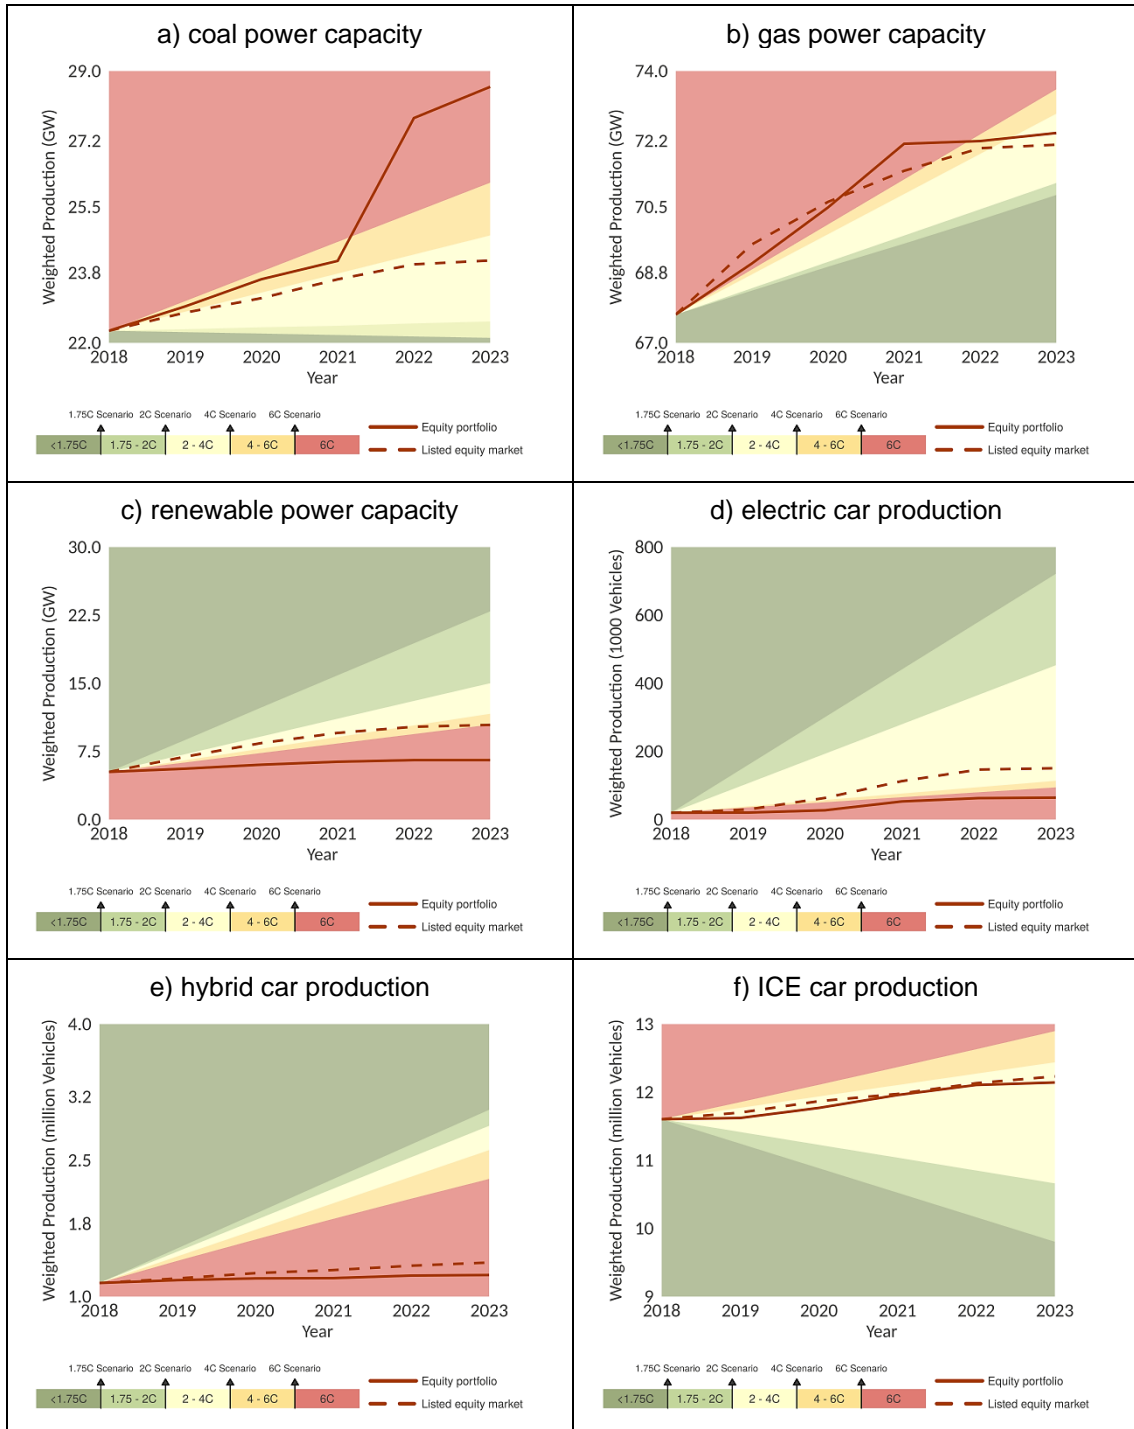 a) coal power capacity
29.0
27.2
25.5
23.8
22.0
Weighted Production (GW)
2018 2019 2020 2021 2022 2023
Year
1.75C Scenario 2C Scenario 4C Scenario 6C Scenario
<1.75C 1.75 - 2C 2 - 4C 4 - 6C 6C
Equity portfolio
Listed equity market
b) gas power capacity
74.0
72.2
70.5
68.8
67.0
Weighted Production (GW)
2018 2019 2020 2021 2022 2023
Year
1.75C Scenario 2C Scenario 4C Scenario 6C Scenario
<1.75C 1.75 - 2C 2 - 4C 4 - 6C 6C
Equity portfolio
Listed equity market
c) renewable power capacity
30.0
22.5
15.0
7.5
0.0
Weighted Production (GW)
2018 2019 2020 2021 2022 2023
Year
1.75C Scenario 2C Scenario 4C Scenario 6C Scenario
<1.75C 1.75 - 2C 2 - 4C 4 - 6C 6C
Equity portfolio
Listed equity market
d) electric car production
800
600
400
200
0
Weighted Production (1000 Vehicles)
2018 2019 2020 2021 2022 2023
Year
1.75C Scenario 2C Scenario 4C Scenario 6C Scenario
<1.75C 1.75 - 2C 2 - 4C 4 - 6C 6C
Equity portfolio
Listed equity market
e) hybrid car production
4.0
3.2
2.5
1.8
1.0
Weighted Production (million Vehicles)
2018 2019 2020 2021 2022 2023
Year
1.75C Scenario 2C Scenario 4C Scenario 6C Scenario
<1.75C 1.75 - 2C 2 - 4C 4 - 6C 6C
Equity portfolio
Listed equity market
f) ICE car production
13
12
11
10
9
Weighted Production (million Vehicles)
2018 2019 2020 2021 2022 2023
Year
1.75C Scenario 2C Scenario 4C Scenario 6C Scenario
<1.75C 1.75 - 2C 2 - 4C 4 - 6C 6C
Equity portfolio
Listed equity market